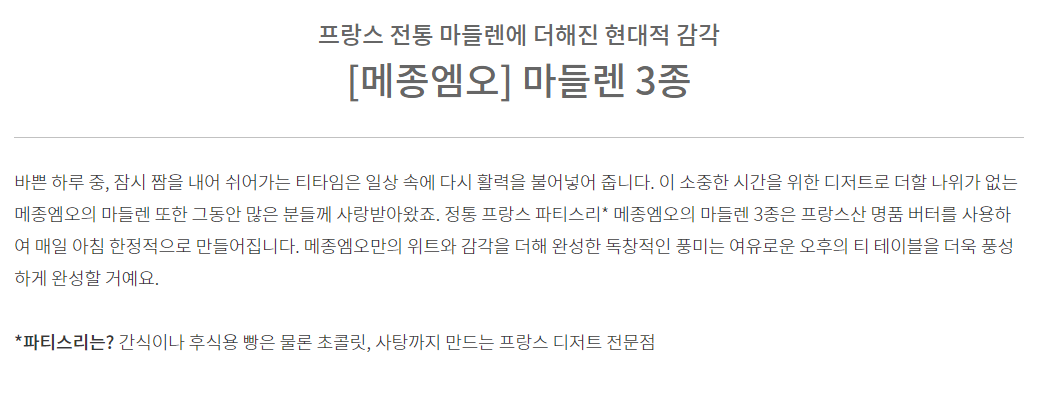 프랑스 전통 마들렌에 더해진 현대적 감각
[메종엠오] 마들렌 3종
바쁜 하루 중, 잠시 짬을 내어 쉬어가는 티타임은 일상 속에 다시 활력을 불어넣어 줍니다. 이 소중한 시간을 위한 디저트로 더할 나위가 없는
메종엠오의 마들렌 또한 그동안 많은 분들께 사랑받아왔죠. 정통 프랑스 파티스리* 메종엠오의 마들렌 3종은 프랑스산 명품 버터를 사용하
여 매일 아침 한정적으로 만들어집니다. 메종엠오만의 위트와 감각을 더해 완성한 독창적인 풍미는 여유로운 오후의 티 테이블을 더욱 풍성
하게 완성할 거예요.
*파티스리는? 간식이나 후식용 빵은 물론 초콜릿, 사탕까지 만드는 프랑스 디저트 전문점